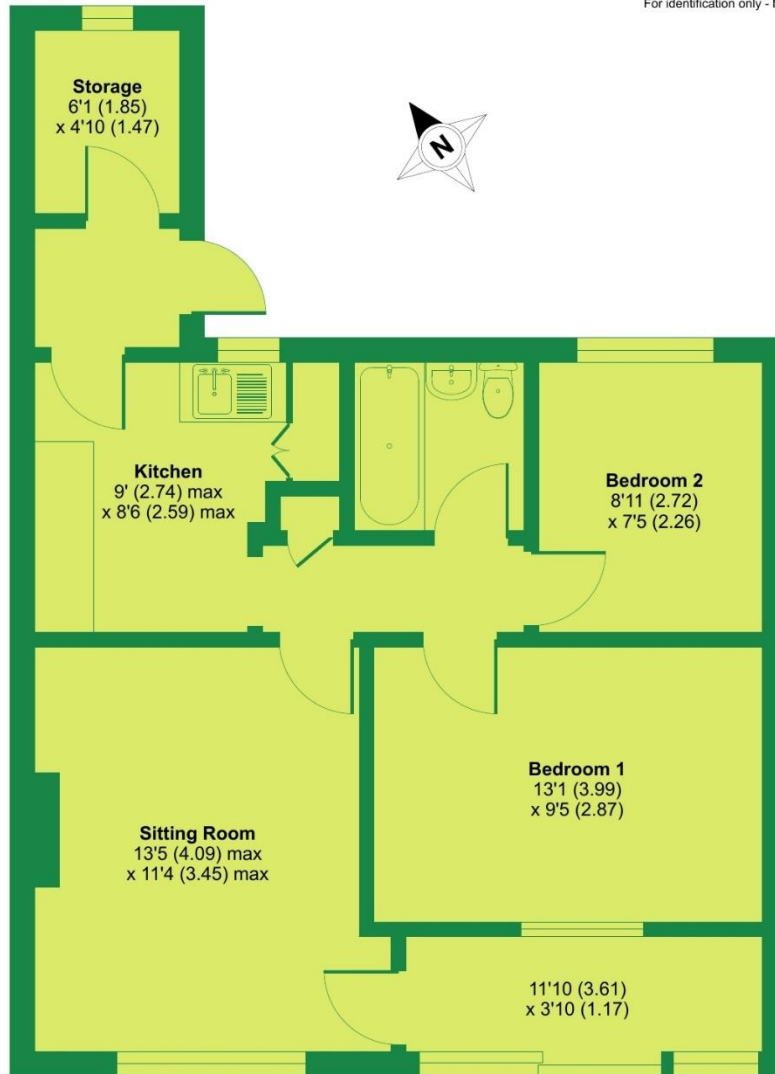 For identification only - N
Storage
6'1 (1.85)
x 4'10 (1.47)
N
Kitchen
9' (2.74) max
x 8'6 (2.59) max
Bedroom 2
8'11 (2.72)
x 7'5 (2.26)
Bedroom 1
13'1 (3.99)
x 9'5 (2.87)
Sitting Room
13'5 (4.09) max
x 11'4 (3.45) max
11'10 (3.61)
x 3'10 (1.17)